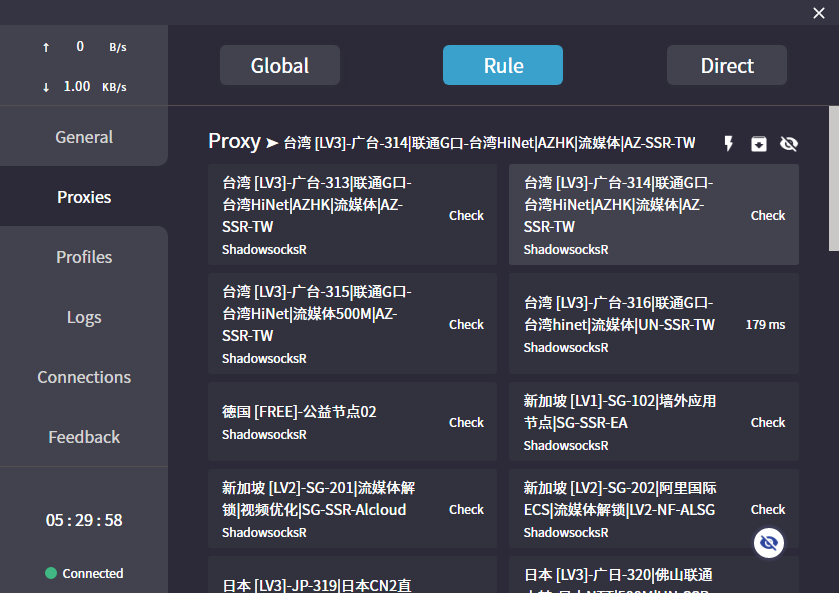 ↑ 0 B/s
↓ 1.00 KB/s
General
Proxies
Profiles
Logs
Connections
Feedback
05 : 29 : 58
Connected
Global
Rule
Direct
Proxy ➤ 台湾 [LV3]-广台-314|联通G口-台湾HiNet|AZHK|流媒体|AZ-SSR-TW
台湾 [LV3]-广台-313|联通G口-
台湾HiNet|AZHK|流媒体|AZ-
SSR-TW
ShadowsocksR
Check
台湾 [LV3]-广台-314|联通G口-
台湾HiNet|AZHK|流媒体|AZ-
SSR-TW
ShadowsocksR
Check
台湾 [LV3]-广台-315|联通G口-
台湾HiNet|流媒体500M|AZ-
SSR-TW
ShadowsocksR
Check
台湾 [LV3]-广台-316|联通G口-
台湾hinet|流媒体|UN-SSR-TW
ShadowsocksR
179 ms
德国 [FREE]-公益节点02
ShadowsocksR
Check
新加坡 [LV1]-SG-102|墙外应用
节点|SG-SSR-EA
ShadowsocksR
Check
新加坡 [LV2]-SG-201|流媒体解
锁|视频优化|SG-SSR-Alcloud
ShadowsocksR
Check
新加坡 [LV2]-SG-202|阿里国际
ECS|流媒体解锁|LV2-NF-ALSG
ShadowsocksR
Check
日本 [LV3]-JP-319|日本CN2直
日本 [LV3]-广日-320|佛山联通